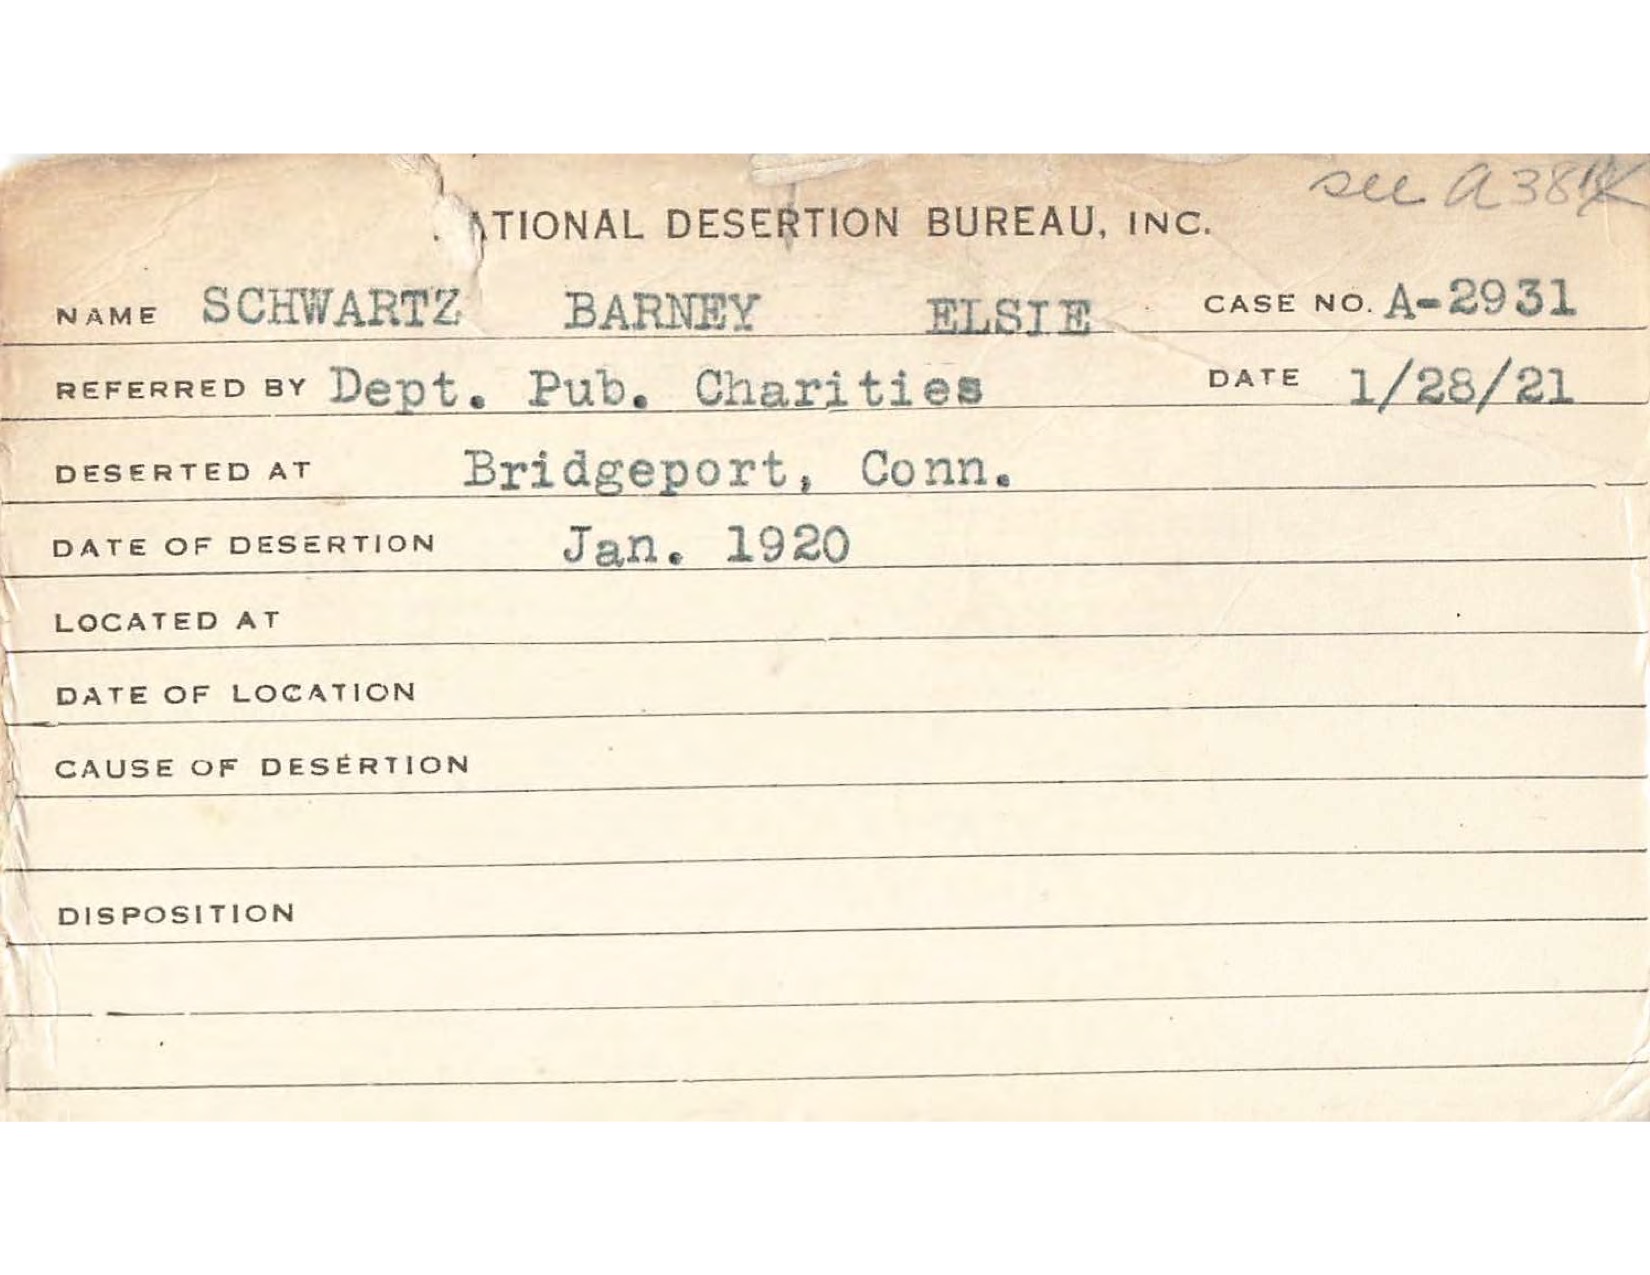 see A38
NATIONAL DESERTION BUREAU, INC.
NAME SCHWARTZ BARNEY ELSIE CASE NO. A-2931
REFERRED BY Dept. Pub. Charities DATE 1/28/21
DESERTED AT Bridgeport, Conn.
DATE OF DESERTION Jan. 1920
LOCATED AT
DATE OF LOCATION
CAUSE OF DESERTION
DISPOSITION